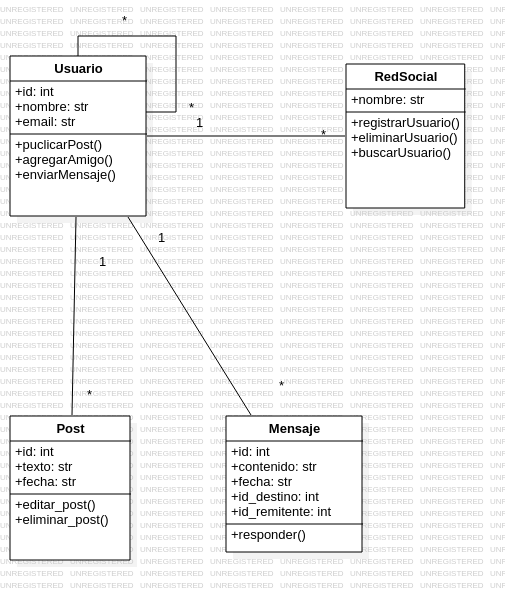 *
Usuario
+id: int
+nombre: str
+email: str
+puclicarPost()
+agregarAmigo()
+enviarMensaje()
*
1
*
RedSocial
+nombre: str
+registrarUsuario()
+eliminarUsuario()
+buscarUsuario()
1
1
*
*
Post
+id: int
+texto: str
+fecha: str
+editar_post()
+eliminar_post()
Mensaje
+id: int
+contenido: str
+fecha: str
+id_destino: int
+id_remitente: int
+responder()
UNREGISTERED